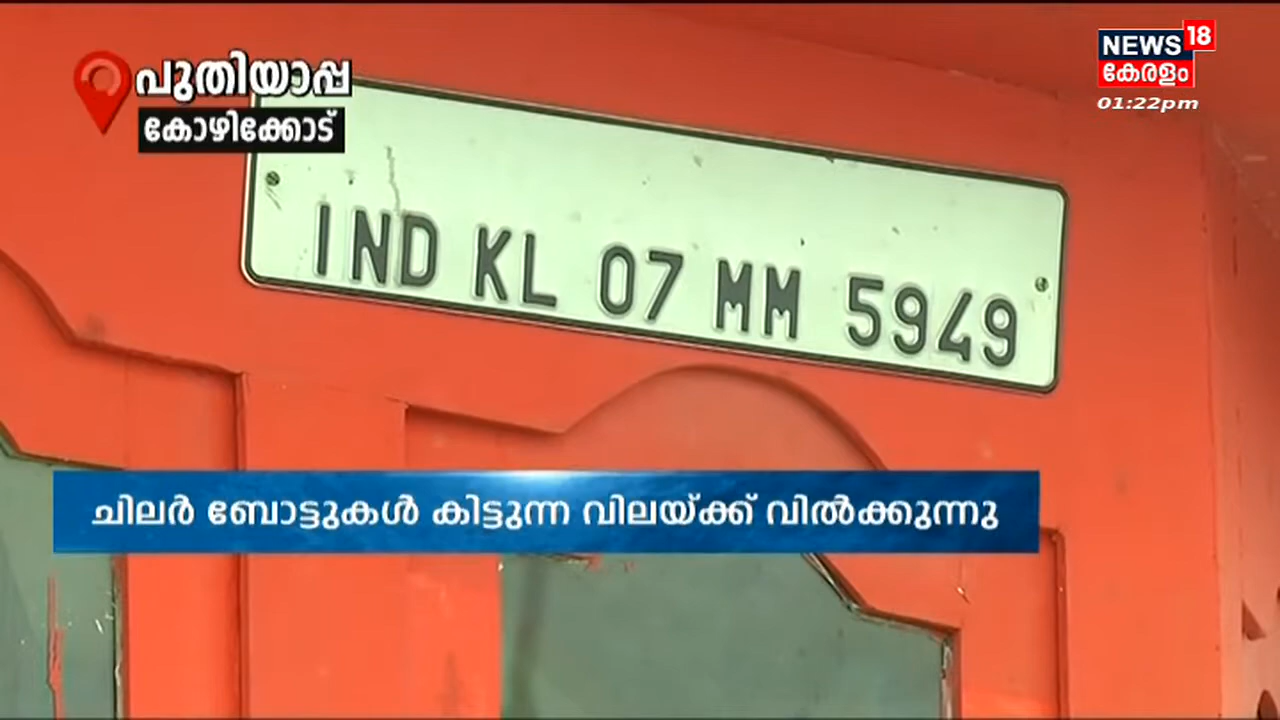 പുതിയാപ്പ
കോഴിക്കോട്
NEWS 18
കേരളം
01:22pm
IND KL 07 MM 5949
ചിലർ ബോട്ടുകൾ കിട്ടുന്ന വിലയ്ക്ക് വിൽക്കുന്നു